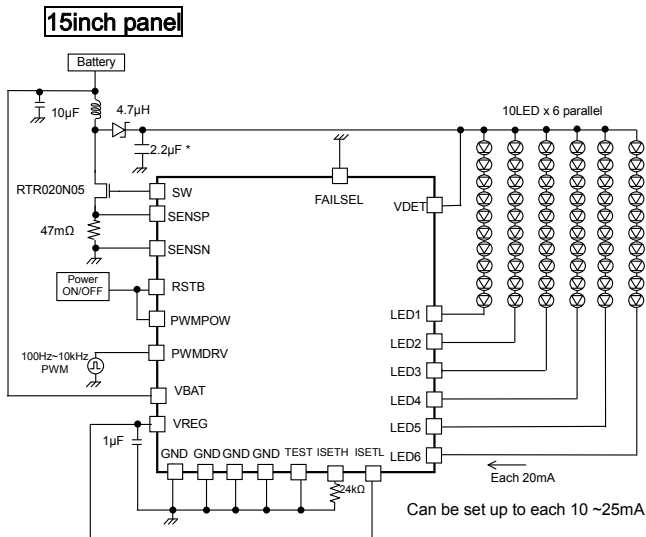 15inch panel
Battery
10µF
4.7µH
2.2µF *
10LED x 6 parallel
RTR020N05
47mΩ
SW
SENSP
SENSN
FAILSEL
VDET
Power
ON/OFF
RSTB
PWMPOW
100Hz~10kHz
PWM
PWMDRV
VBAT
VREG
1µF
LED1
LED2
LED3
LED4
LED5
LED6
GND GND GND GND TEST ISETH ISETL
24kΩ
Each 20mA
Can be set up to each 10 ~25mA